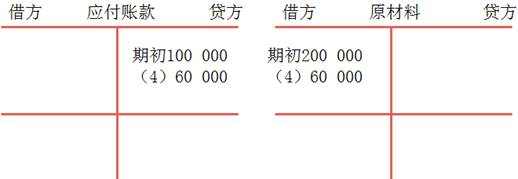 借方 应付账款 贷方
期初100 000
（4）60 000
借方 原材料 贷方
期初200 000
（4）60 000